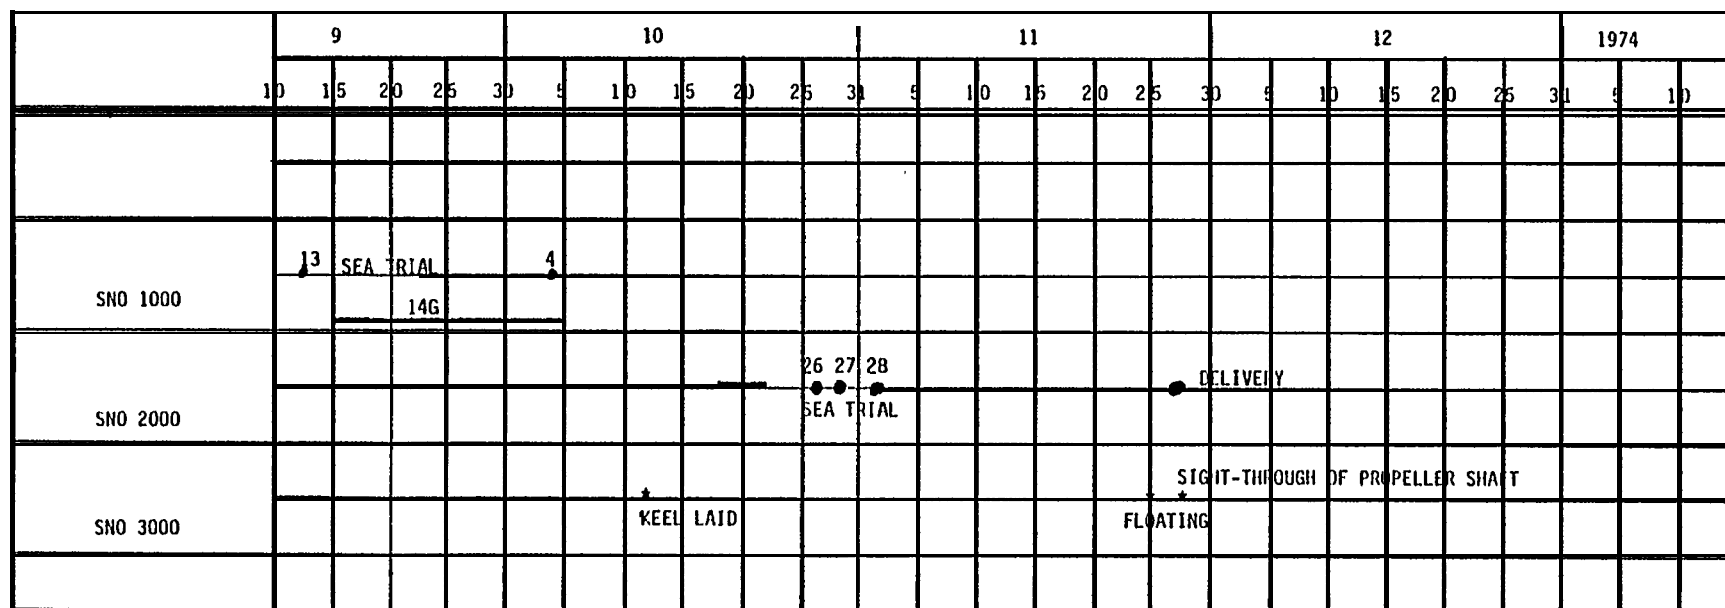 9 10 11 12 1974
10 15 20 25 30 5 10 15 20 25 31 5 10 15 20 25 30 5 10 15 20 25 31 5 10
13 SEA TRIAL 4
SNO 1000
14G
26 27 28
DELIVERY
SEA TRIAL
SNO 2000
SIGHT-THROUGH OF PROPELLER SHAFT
KEEL LAID
FLOATING
SNO 3000